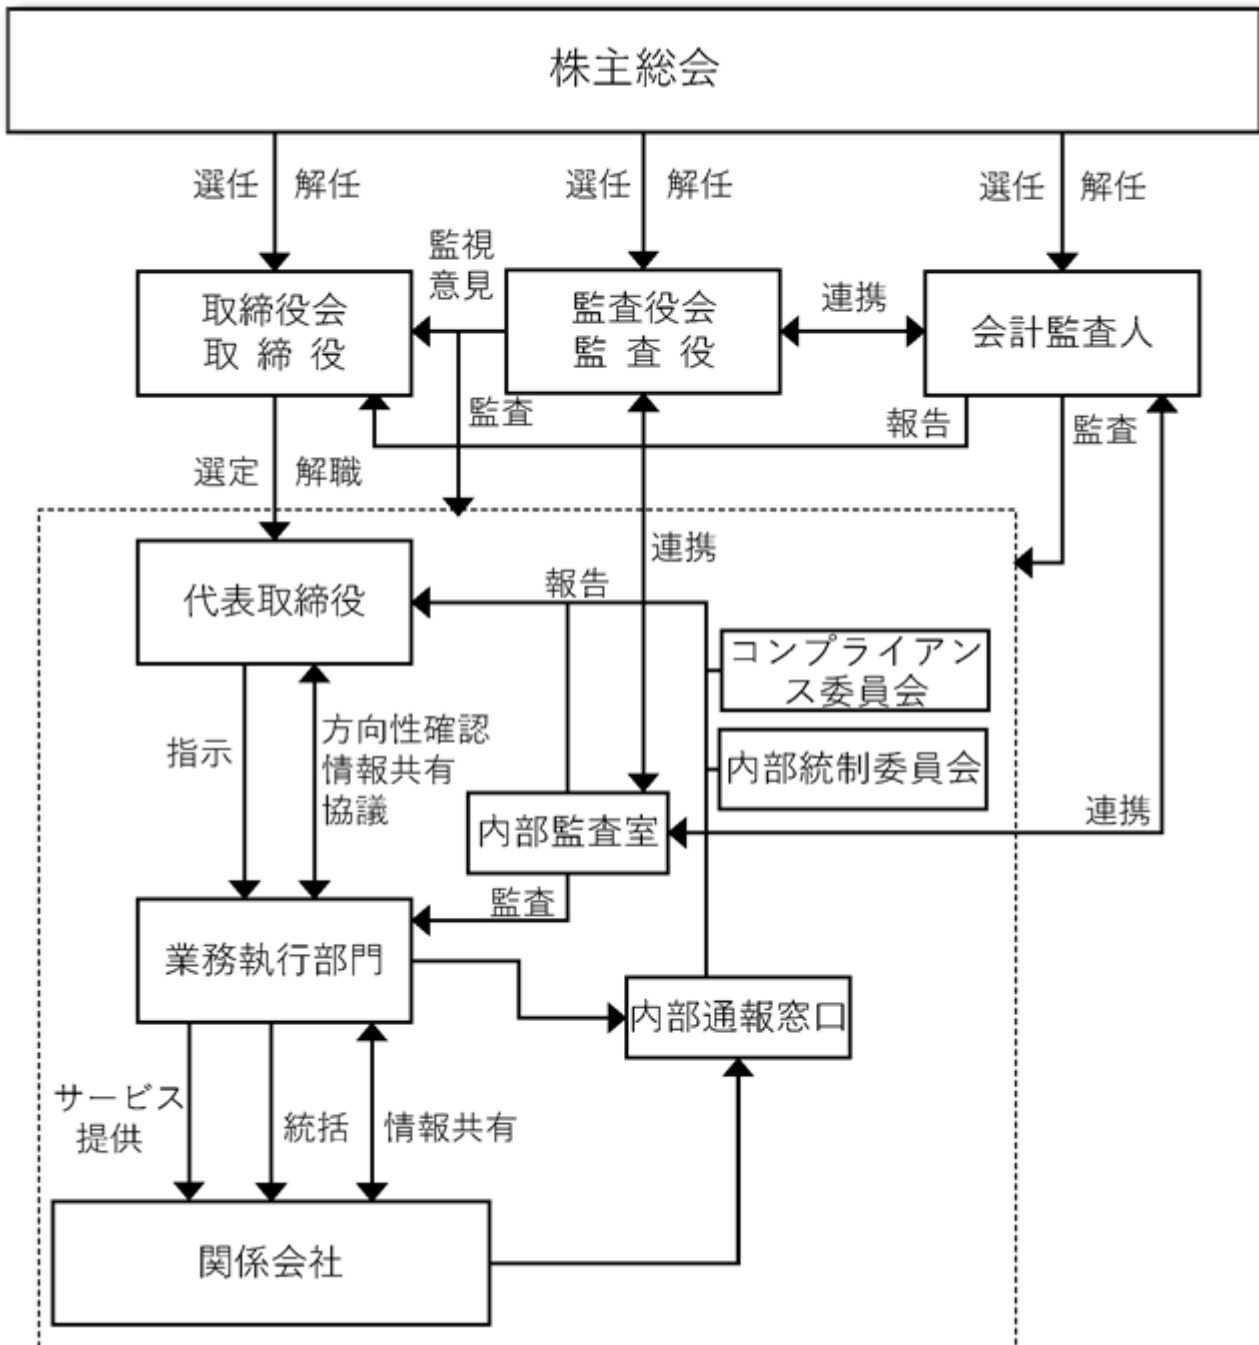 株主総会
選任 解任
選任 解任
選任 解任
監視
意見
取締役会
取 締 役
監査役会
監 査 役
連携
会計監査人
監査
報告
監査
選定 解職
連携
代表取締役
報告
コンプライアン
ス委員会
指示
方向性確認
情報共有
協議
内部統制委員会
内部監査室
連携
監査
業務執行部門
内部通報窓口
サービス
提供
統括
情報共有
関係会社